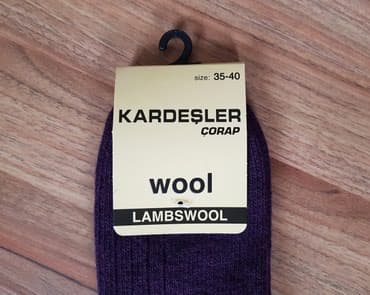 size: 35-40
KARDEŞLER
ÇORAP
wool
LAMBSWOOL